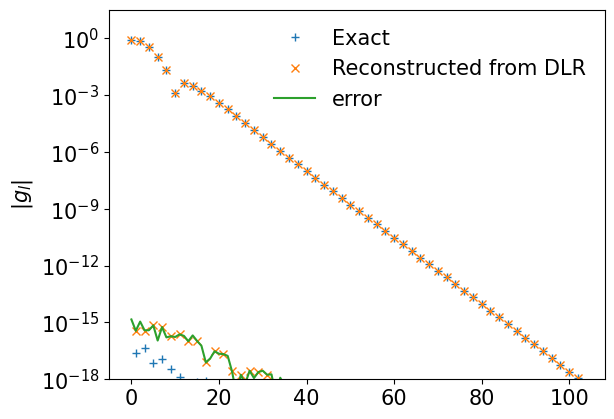 Exact
Reconstructed from DLR
error
|g_l|
10^0
10^{-3}
10^{-6}
10^{-9}
10^{-12}
10^{-15}
10^{-18}
0 20 40 60 80 100